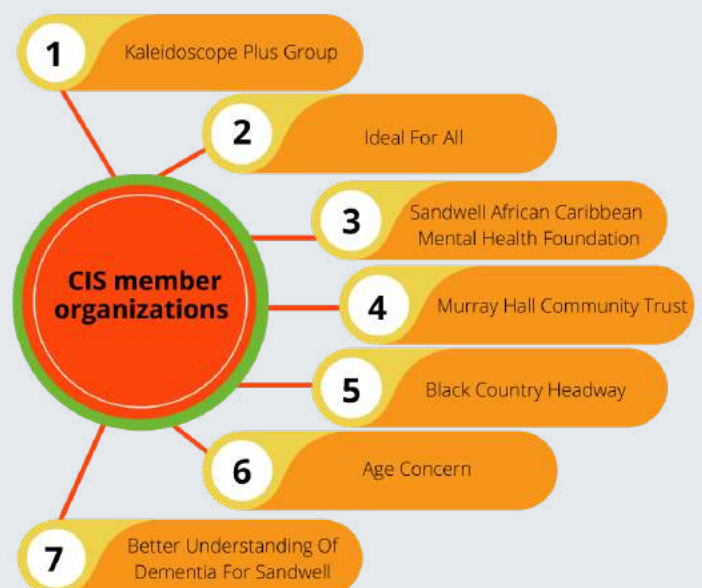 1
Kaleidoscope Plus Group
2
Ideal For All
3
Sandwell African Caribbean
Mental Health Foundation
CIS member
organizations
4
Murray Hall Community Trust
5
Black Country Headway
6
Age Concern
7
Better Understanding Of
Dementia For Sandwell